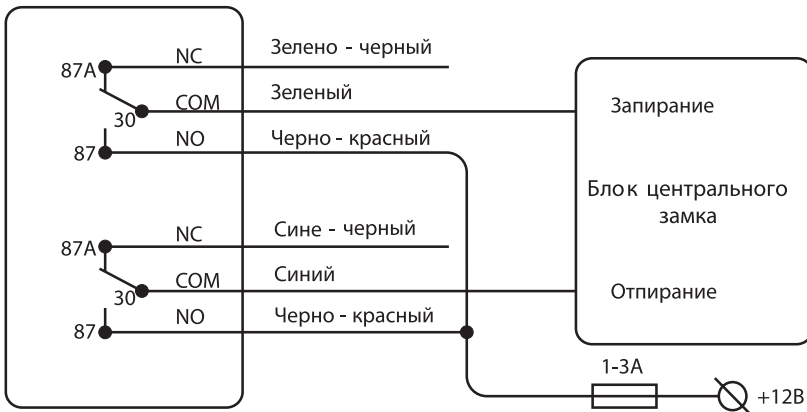 87A NC Зелено - черный
30 COM Зеленый
87 NO Черно - красный
87A NC Сине - черный
30 COM Синий
87 NO Черно - красный
Запирание
Блок центрального
замка
Отпирание
1-3А
+12В